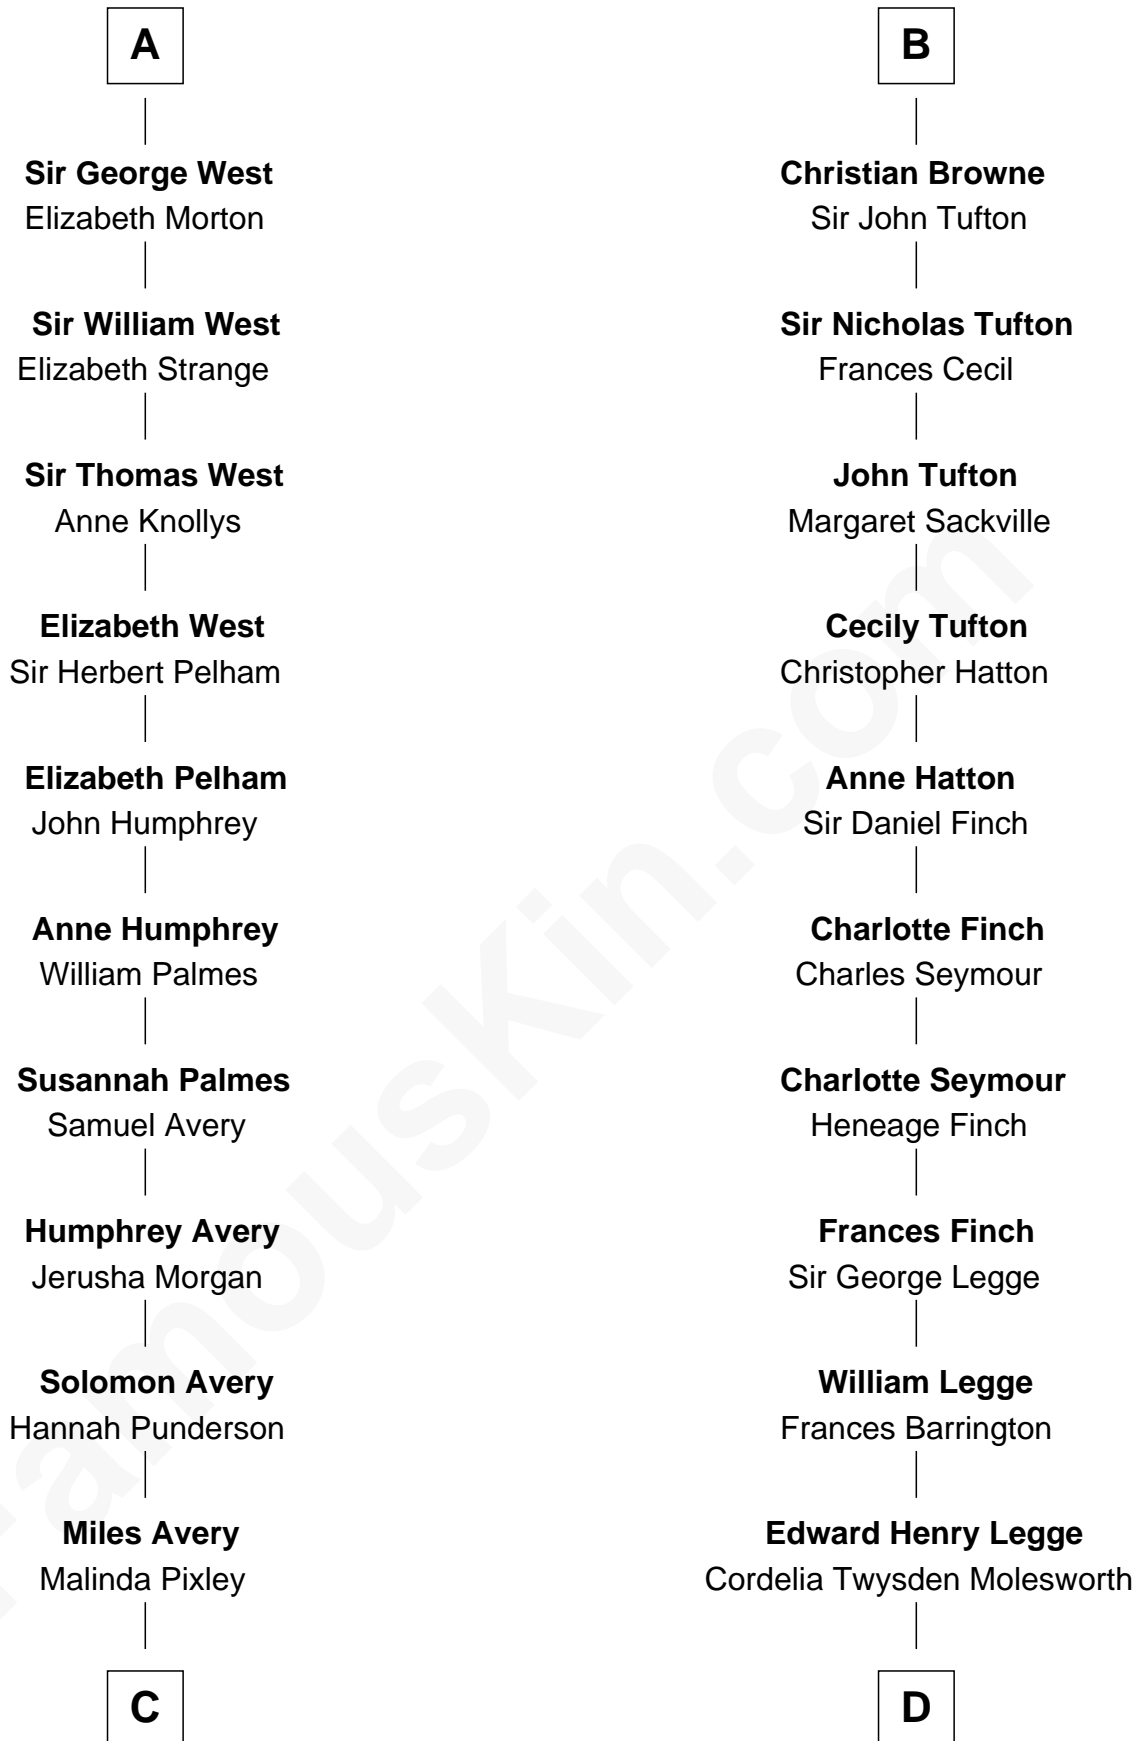 A
Sir George West
Elizabeth Morton
Sir William West
Elizabeth Strange
Sir Thomas West
Anne Knollys
Elizabeth West
Sir Herbert Pelham
Elizabeth Pelham
John Humphrey
Anne Humphrey
William Palmes
Susannah Palmes
Samuel Avery
Humphrey Avery
Jerusha Morgan
Solomon Avery
Hannah Punderson
Miles Avery
Malinda Pixley
C
B
Christian Browne
Sir John Tufton
Sir Nicholas Tufton
Frances Cecil
John Tufton
Margaret Sackville
Cecily Tufton
Christopher Hatton
Anne Hatton
Sir Daniel Finch
Charlotte Finch
Charles Seymour
Charlotte Seymour
Heneage Finch
Frances Finch
Sir George Legge
William Legge
Frances Barrington
Edward Henry Legge
Cordelia Twysden Molesworth
D
FamousKin.com